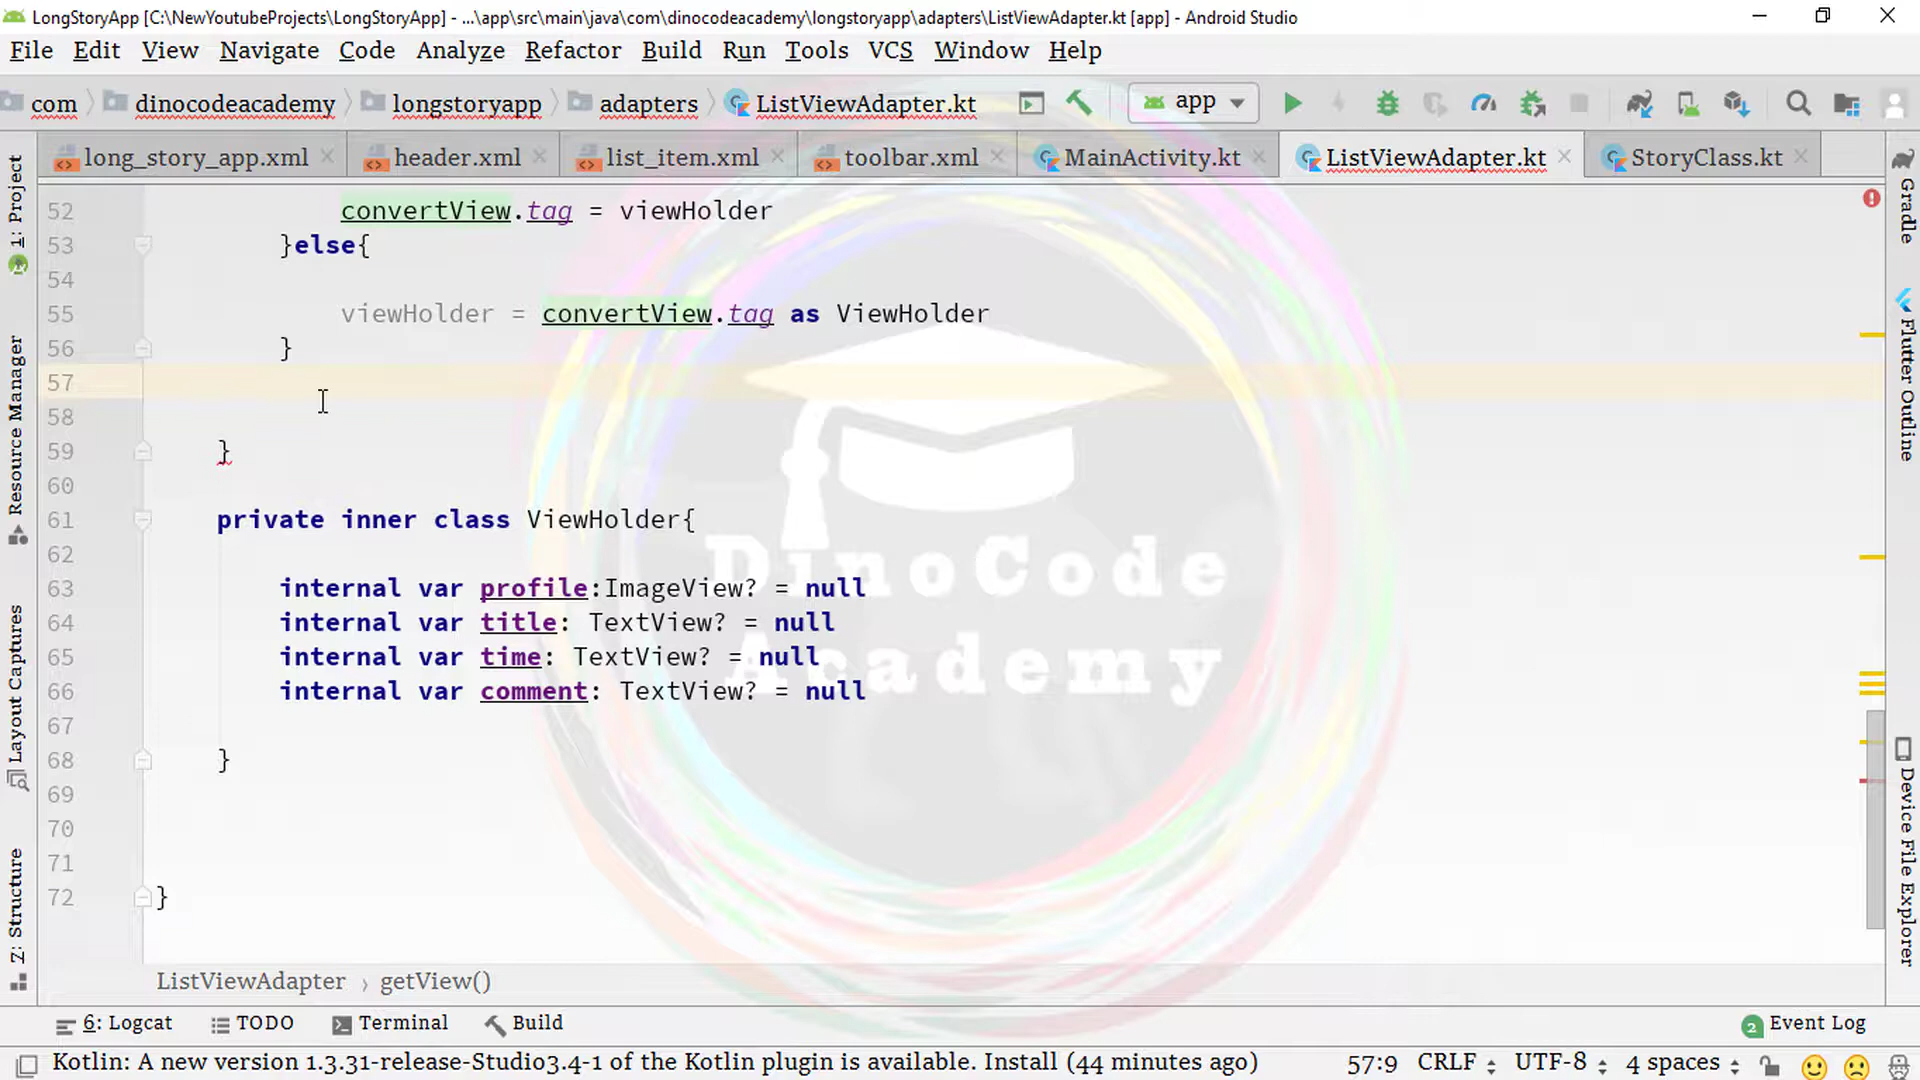 LongStoryApp [C:\NewYoutubeProjects\LongStoryApp] - ...\app\src\main\java\com\dinocodeacademy\longstoryapp\adapters\ListViewAdapter.kt [app] - Android Studio
File Edit View Navigate Code Analyze Refactor Build Run Tools VCS Window Help
com dinocodeacademy longstoryapp adapters ListViewAdapter.kt app
long_story_app.xml header.xml list_item.xml toolbar.xml MainActivity.kt ListViewAdapter.kt StoryClass.kt
1: Project
Resource Manager
Layout Captures
Z: Structure
52 convertView.tag = viewHolder
53 }else{
54
55 viewHolder = convertView.tag as ViewHolder
56 }
57
58
59 }
60
61 private inner class ViewHolder{
62
63 internal var profile:ImageView? = null
64 internal var title: TextView? = null
65 internal var time: TextView? = null
66 internal var comment: TextView? = null
67
68 }
69
70
71
72 }
DinoCode
Academy
Gradle
Flutter Outline
Device File Explorer
ListViewAdapter › getView()
6: Logcat TODO Terminal Build 2 Event Log
Kotlin: A new version 1.3.31-release-Studio3.4-1 of the Kotlin plugin is available. Install (44 minutes ago) 57:9 CRLF UTF-8 4 spaces